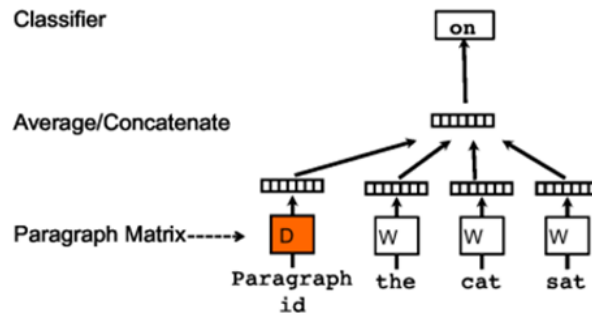 Classifier
on
Average/Concatenate
Paragraph Matrix
D
W
W
W
Paragraph
id
the
cat
sat